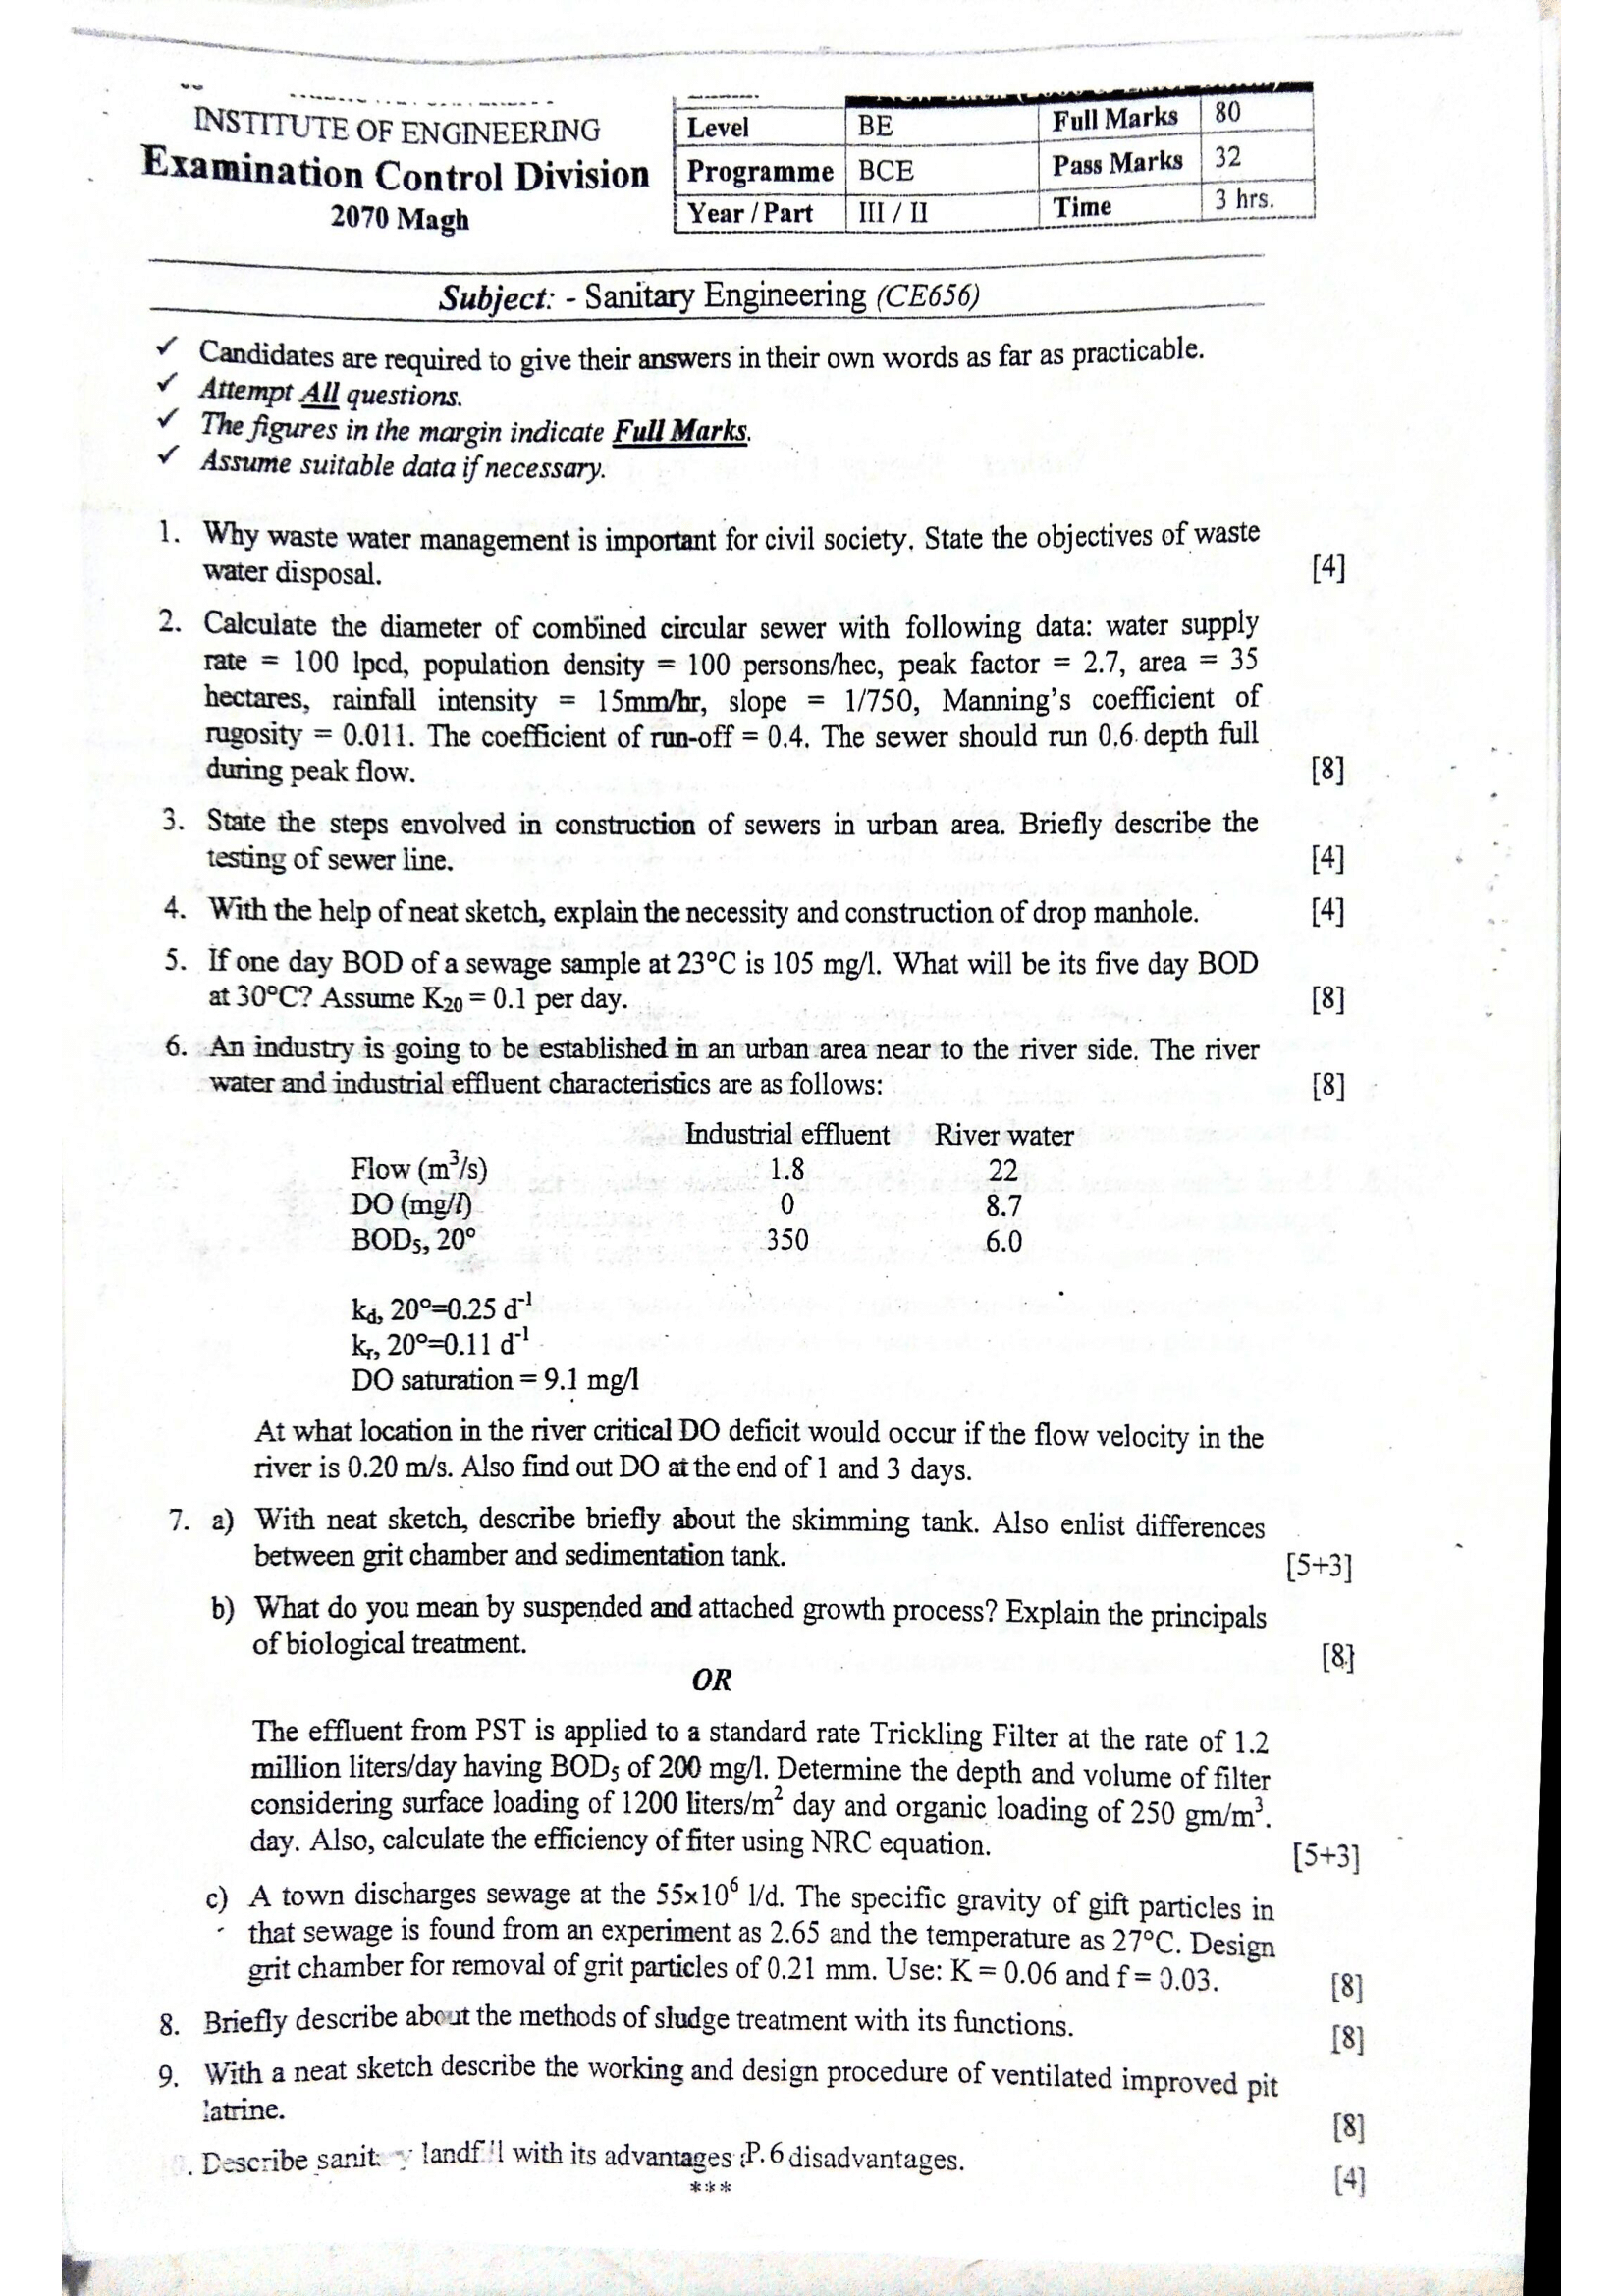 INSTITUTE OF ENGINEERING
Examination Control Division
2070 Magh
Level BE Full Marks 80
Programme BCE Pass Marks 32
Year / Part III / II Time 3 hrs.
Subject: - Sanitary Engineering (CE656)
✓ Candidates are required to give their answers in their own words as far as practicable.
✓ Attempt All questions.
✓ The figures in the margin indicate Full Marks.
✓ Assume suitable data if necessary.
1. Why waste water management is important for civil society. State the objectives of waste
water disposal. [4]
2. Calculate the diameter of combined circular sewer with following data: water supply
rate = 100 lpcd, population density = 100 persons/hec, peak factor = 2.7, area = 35
hectares, rainfall intensity = 15mm/hr, slope = 1/750, Manning's coefficient of
rugosity = 0.011. The coefficient of run-off = 0.4. The sewer should run 0.6 depth full
during peak flow. [8]
3. State the steps envolved in construction of sewers in urban area. Briefly describe the
testing of sewer line. [4]
4. With the help of neat sketch, explain the necessity and construction of drop manhole. [4]
5. If one day BOD of a sewage sample at 23°C is 105 mg/l. What will be its five day BOD
at 30°C? Assume K₂₀ = 0.1 per day. [8]
6. An industry is going to be established in an urban area near to the river side. The river
water and industrial effluent characteristics are as follows: [8]
Industrial effluent River water
Flow (m³/s) 1.8 22
DO (mg/l) 0 8.7
BOD₅, 20° 350 6.0
k_d, 20°=0.25 d⁻¹
kᵣ, 20°=0.11 d⁻¹
DO saturation = 9.1 mg/l
At what location in the river critical DO deficit would occur if the flow velocity in the
river is 0.20 m/s. Also find out DO at the end of 1 and 3 days.
7. a) With neat sketch, describe briefly about the skimming tank. Also enlist differences
between grit chamber and sedimentation tank. [5+3]
b) What do you mean by suspended and attached growth process? Explain the principals
of biological treatment. [8]
OR
The effluent from PST is applied to a standard rate Trickling Filter at the rate of 1.2
million liters/day having BOD₅ of 200 mg/l. Determine the depth and volume of filter
considering surface loading of 1200 liters/m² day and organic loading of 250 gm/m³.
day. Also, calculate the efficiency of fiter using NRC equation. [5+3]
c) A town discharges sewage at the 55x10⁶ l/d. The specific gravity of gift particles in
that sewage is found from an experiment as 2.65 and the temperature as 27°C. Design
grit chamber for removal of grit particles of 0.21 mm. Use: K = 0.06 and f = 0.03. [8]
8. Briefly describe about the methods of sludge treatment with its functions. [8]
9. With a neat sketch describe the working and design procedure of ventilated improved pit
latrine. [8]
. Describe landfill with its advantages P.6 disadvantages. [4]
***